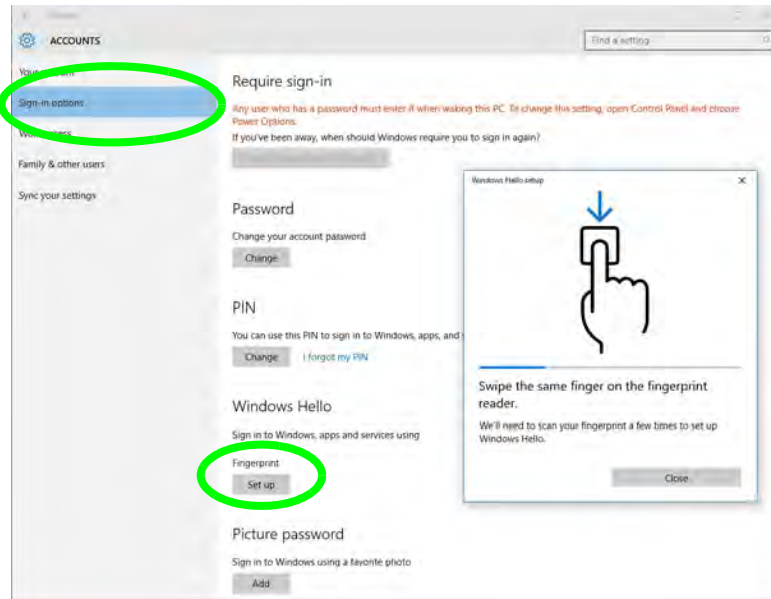 ACCOUNTS
Find a setting
Sign-in options
Family & other users
Sync your settings
Require sign-in
Any user who has a password must enter it when waking this PC. To change this setting, open Control Panel and choose
Power Options.
If you've been away, when should Windows require you to sign in again?
Password
Change your account password
Change
PIN
You can use this PIN to sign in to Windows, apps, and
Change I forgot my PIN
Windows Hello
Sign in to Windows, apps and services using
Fingerprint
Set up
Picture password
Sign in to Windows using a favorite photo
Add
Windows Hello setup
Swipe the same finger on the fingerprint
reader.
We'll need to scan your fingerprint a few times to set up
Windows Hello.
Close